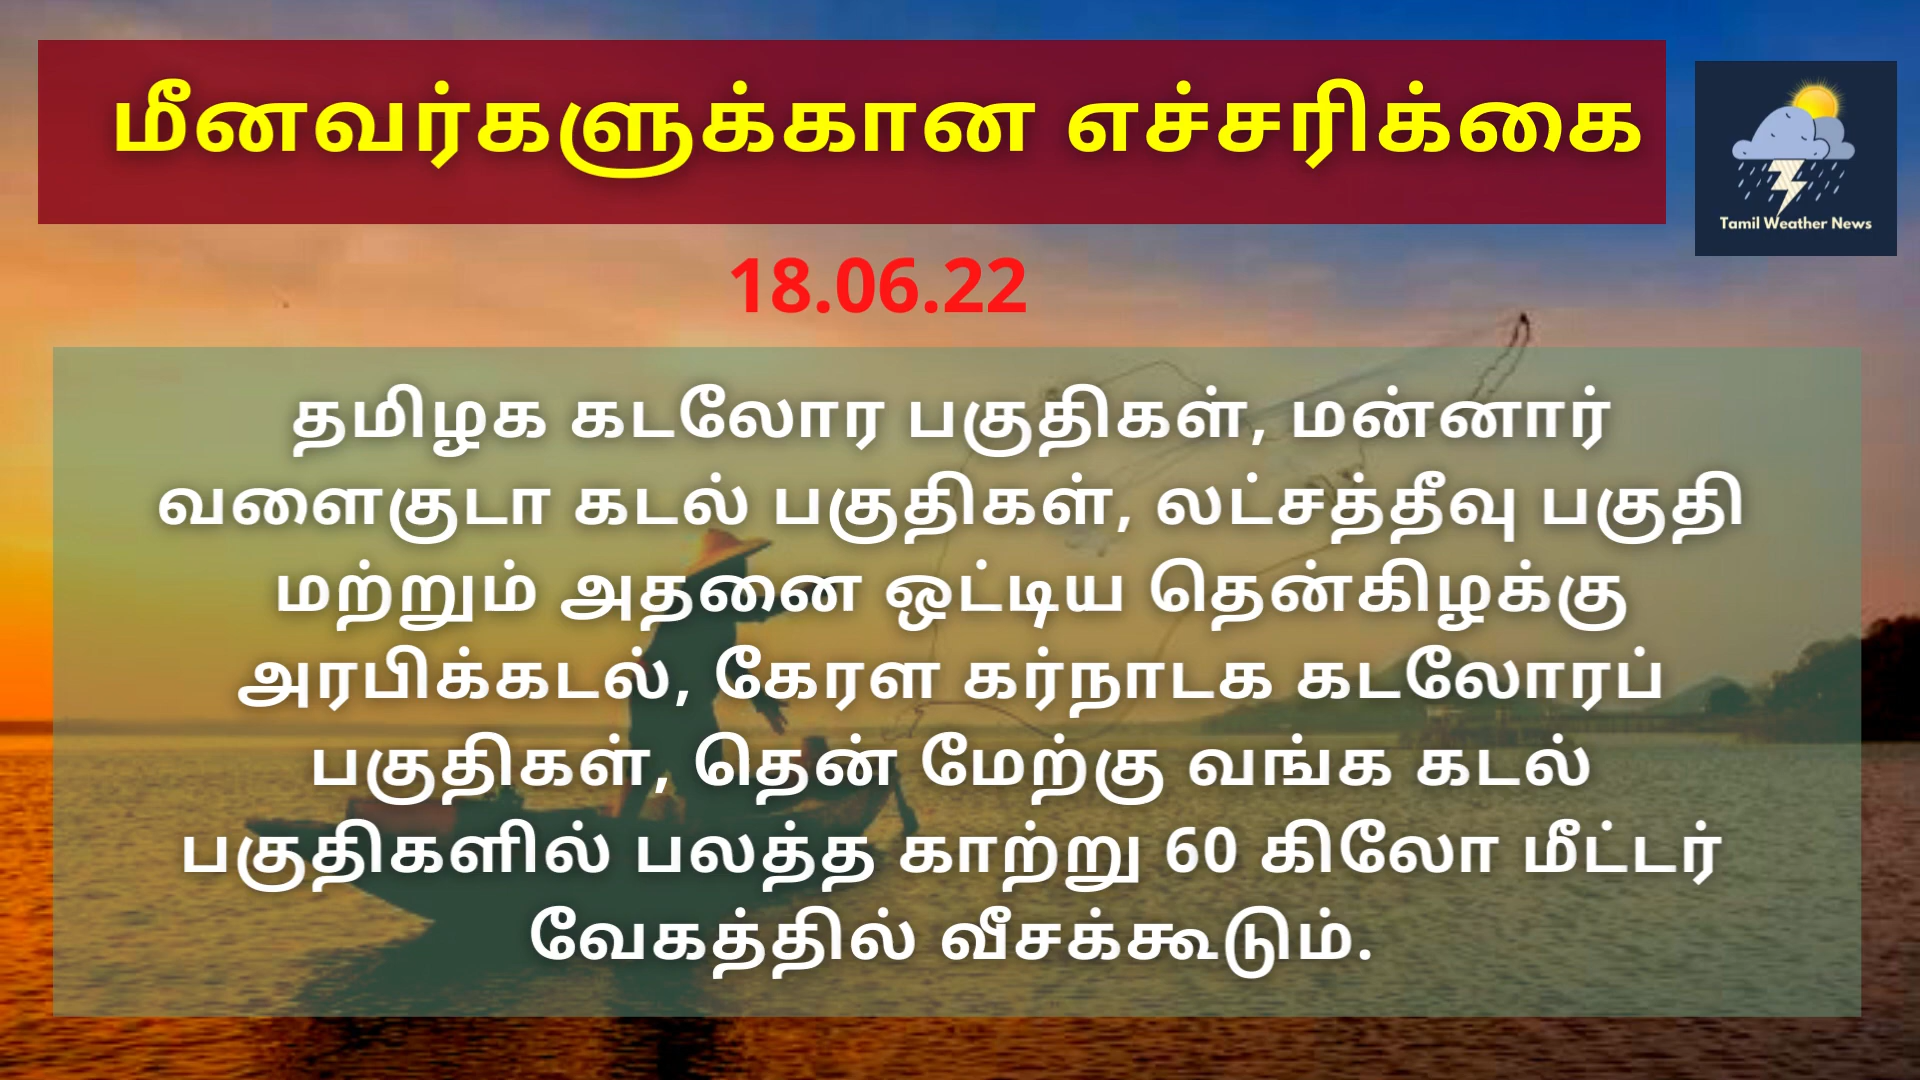 மீனவர்களுக்கான எச்சரிக்கை
Tamil Weather News
18.06.22
தமிழக கடலோர பகுதிகள், மன்னார்
வளைகுடா கடல் பகுதிகள், லட்சத்தீவு பகுதி
மற்றும் அதனை ஒட்டிய தென்கிழக்கு
அரபிக்கடல், கேரள கர்நாடக கடலோரப்
பகுதிகள், தென் மேற்கு வங்க கடல்
பகுதிகளில் பலத்த காற்று 60 கிலோ மீட்டர்
வேகத்தில் வீசக்கூடும்.